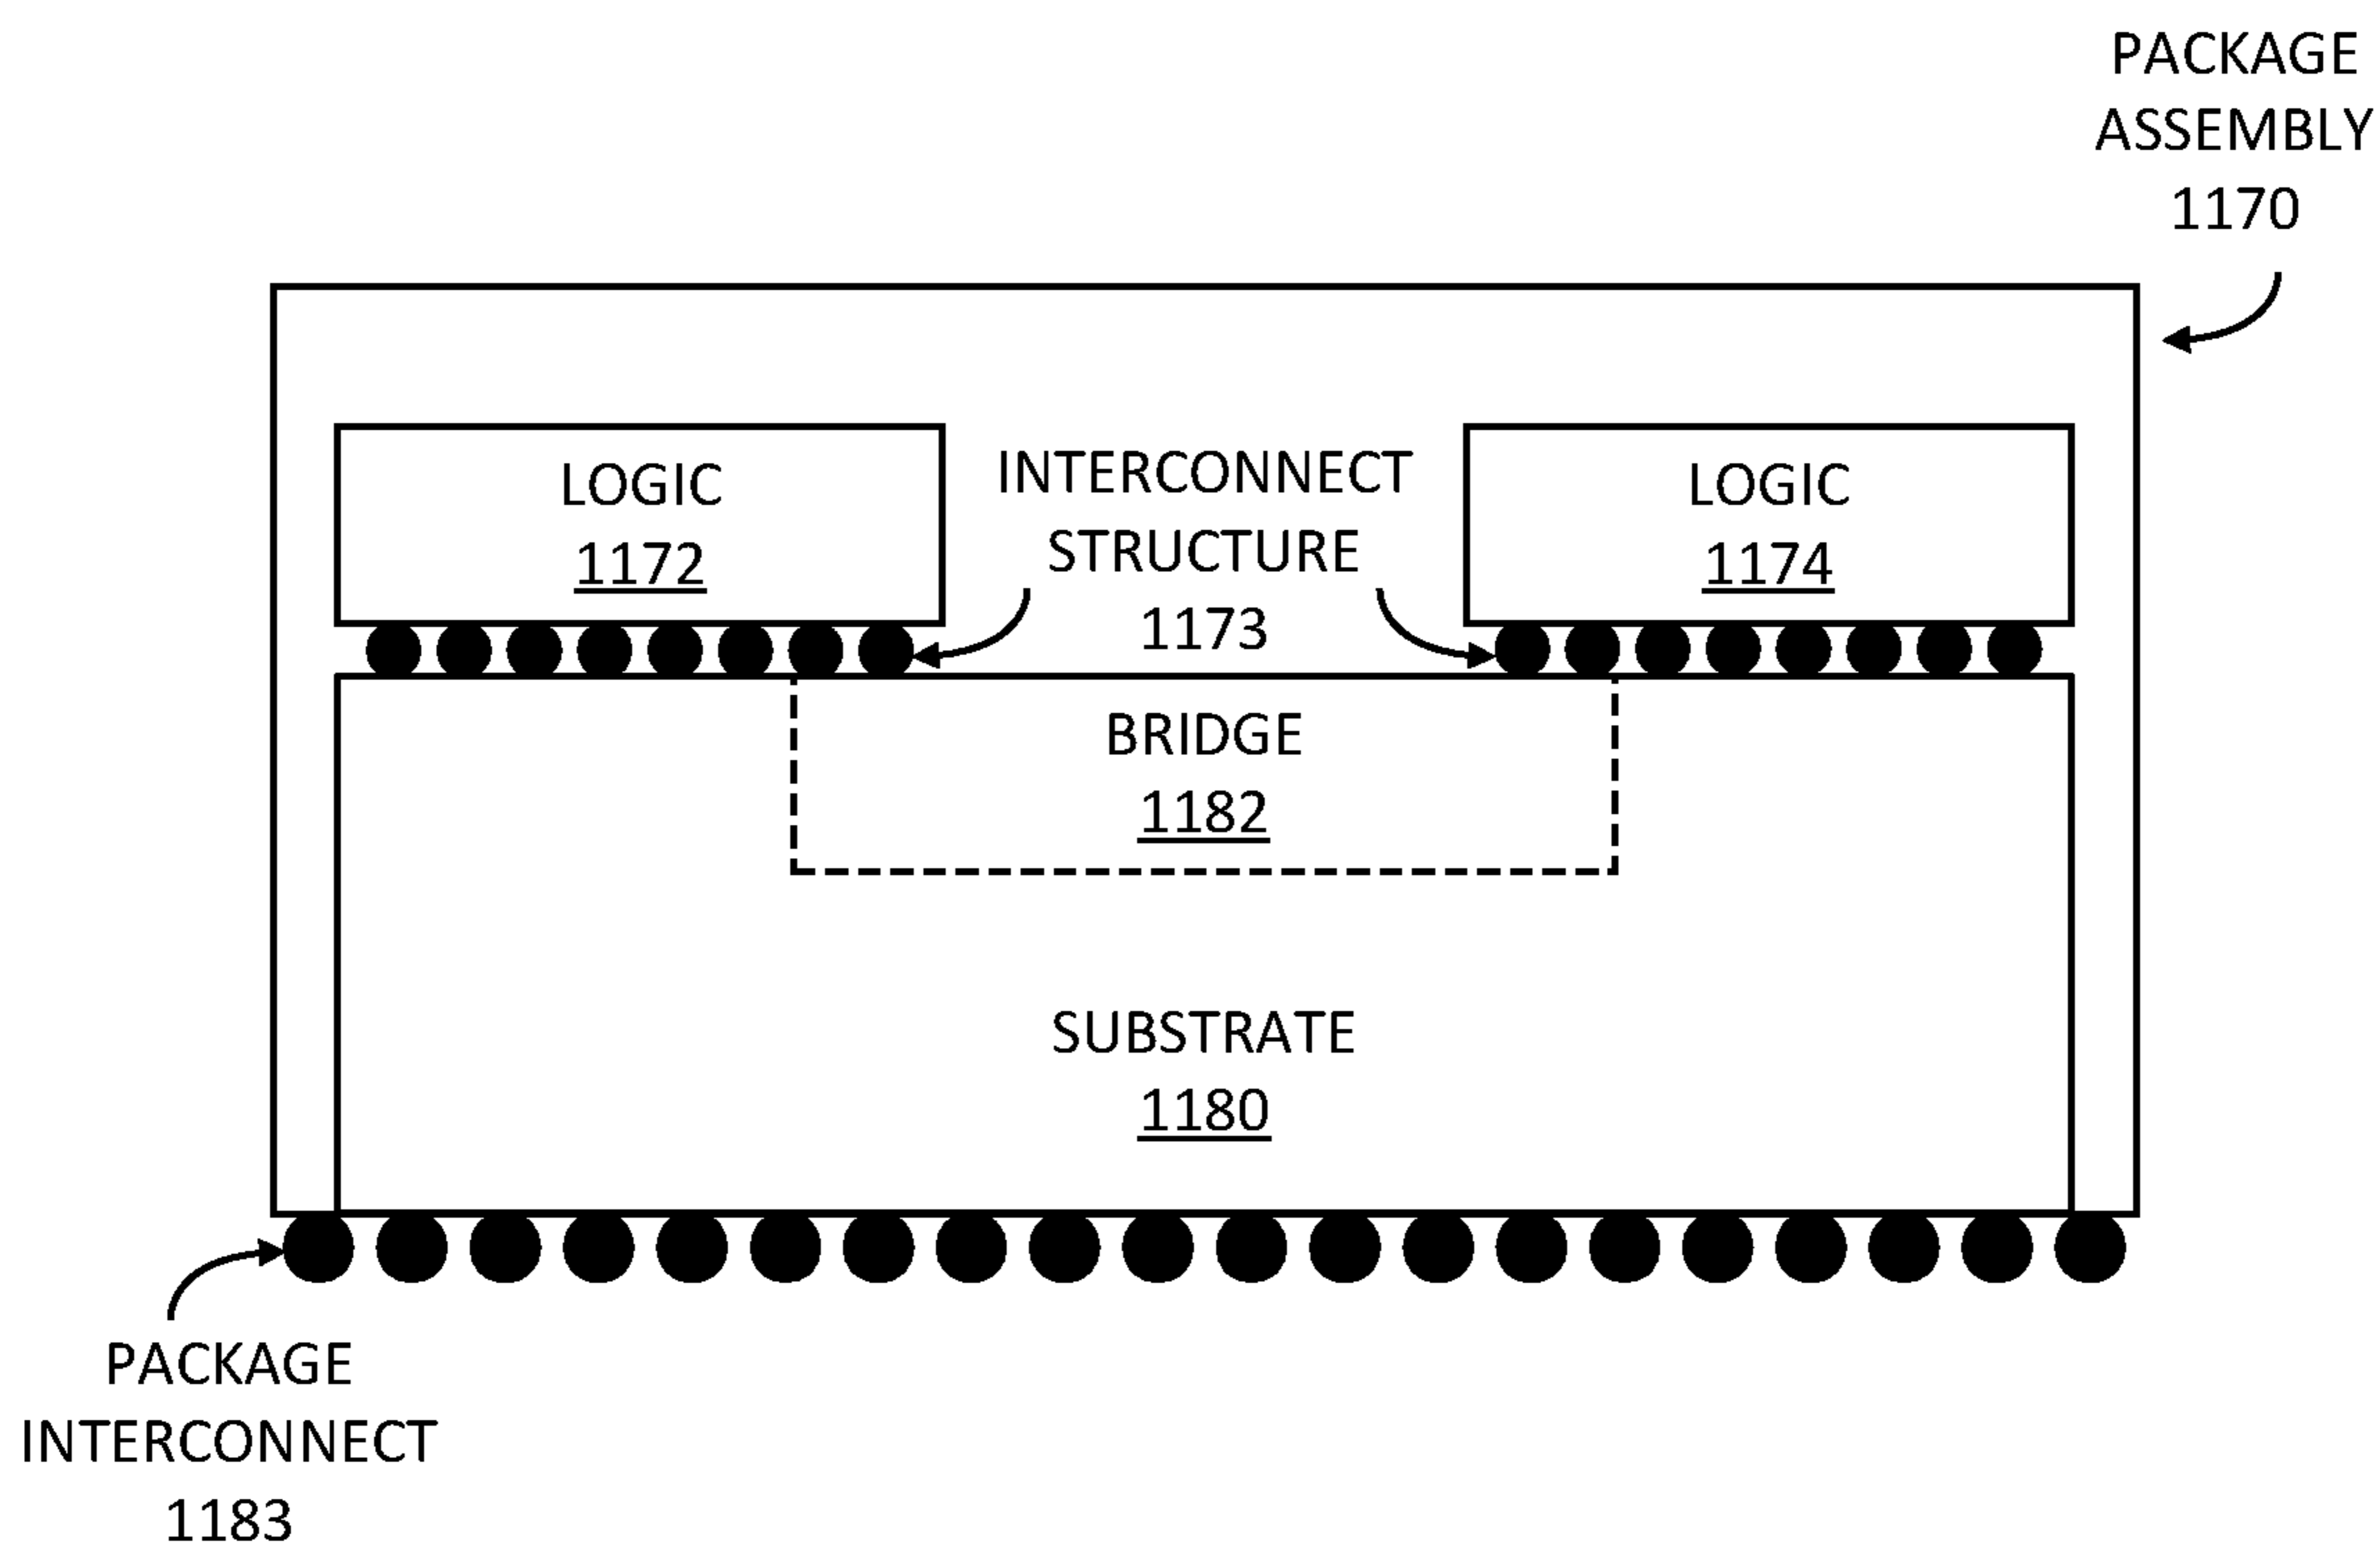 PACKAGE
ASSEMBLY
1170
LOGIC
1172
INTERCONNECT
STRUCTURE
1173
LOGIC
1174
BRIDGE
1182
SUBSTRATE
1180
PACKAGE
INTERCONNECT
1183